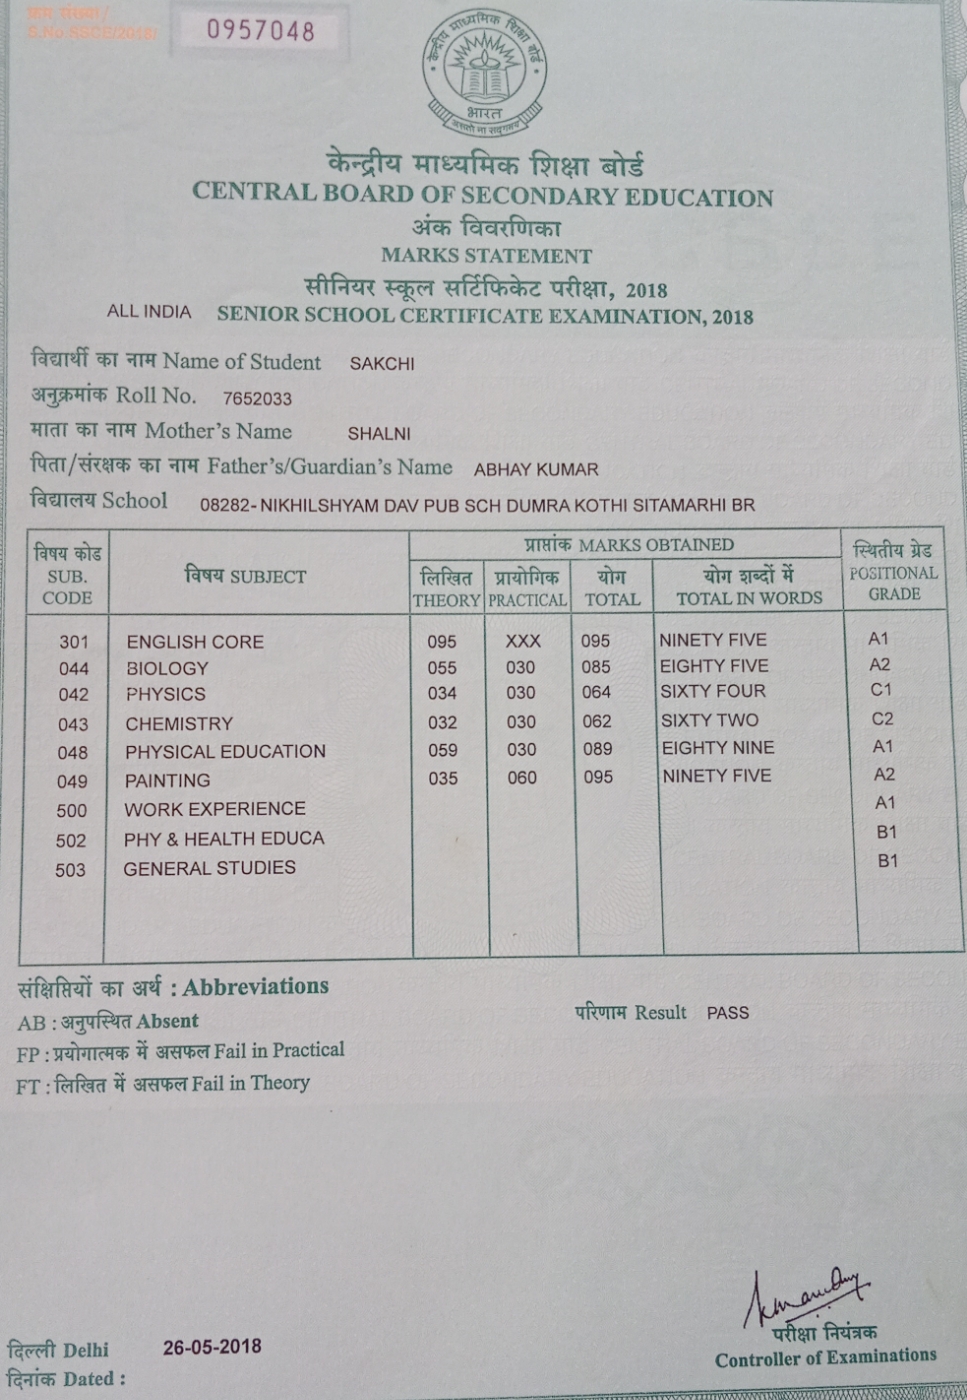 क्रम संख्या/
S.No.SSCE/2018/
0957048
केन्द्रीय माध्यमिक शिक्षा बोर्ड
भारत
असतो मा सद्गमय
केन्द्रीय माध्यमिक शिक्षा बोर्ड
CENTRAL BOARD OF SECONDARY EDUCATION
अंक विवरणिका
MARKS STATEMENT
सीनियर स्कूल सर्टिफिकेट परीक्षा, 2018
ALL INDIA SENIOR SCHOOL CERTIFICATE EXAMINATION, 2018
विद्यार्थी का नाम Name of Student SAKCHI
अनुक्रमांक Roll No. 7652033
माता का नाम Mother's Name SHALNI
पिता/संरक्षक का नाम Father's/Guardian's Name ABHAY KUMAR
विद्यालय School 08282- NIKHILSHYAM DAV PUB SCH DUMRA KOTHI SITAMARHI BR
विषय कोड SUB. CODE विषय SUBJECT प्राप्तांक MARKS OBTAINED स्थितीय ग्रेड POSITIONAL GRADE
लिखित प्रायोगिक योग योग शब्दों में
THEORY PRACTICAL TOTAL TOTAL IN WORDS
301 ENGLISH CORE 095 XXX 095 NINETY FIVE A1
044 BIOLOGY 055 030 085 EIGHTY FIVE A2
042 PHYSICS 034 030 064 SIXTY FOUR C1
043 CHEMISTRY 032 030 062 SIXTY TWO C2
048 PHYSICAL EDUCATION 059 030 089 EIGHTY NINE A1
049 PAINTING 035 060 095 NINETY FIVE A2
500 WORK EXPERIENCE A1
502 PHY & HEALTH EDUCA B1
503 GENERAL STUDIES B1
संक्षिप्तियों का अर्थ : Abbreviations
AB : अनुपस्थित Absent
परिणाम Result PASS
FP : प्रयोगात्मक में असफल Fail in Practical
FT : लिखित में असफल Fail in Theory
परीक्षा नियंत्रक
Controller of Examinations
दिल्ली Delhi 26-05-2018
दिनांक Dated :